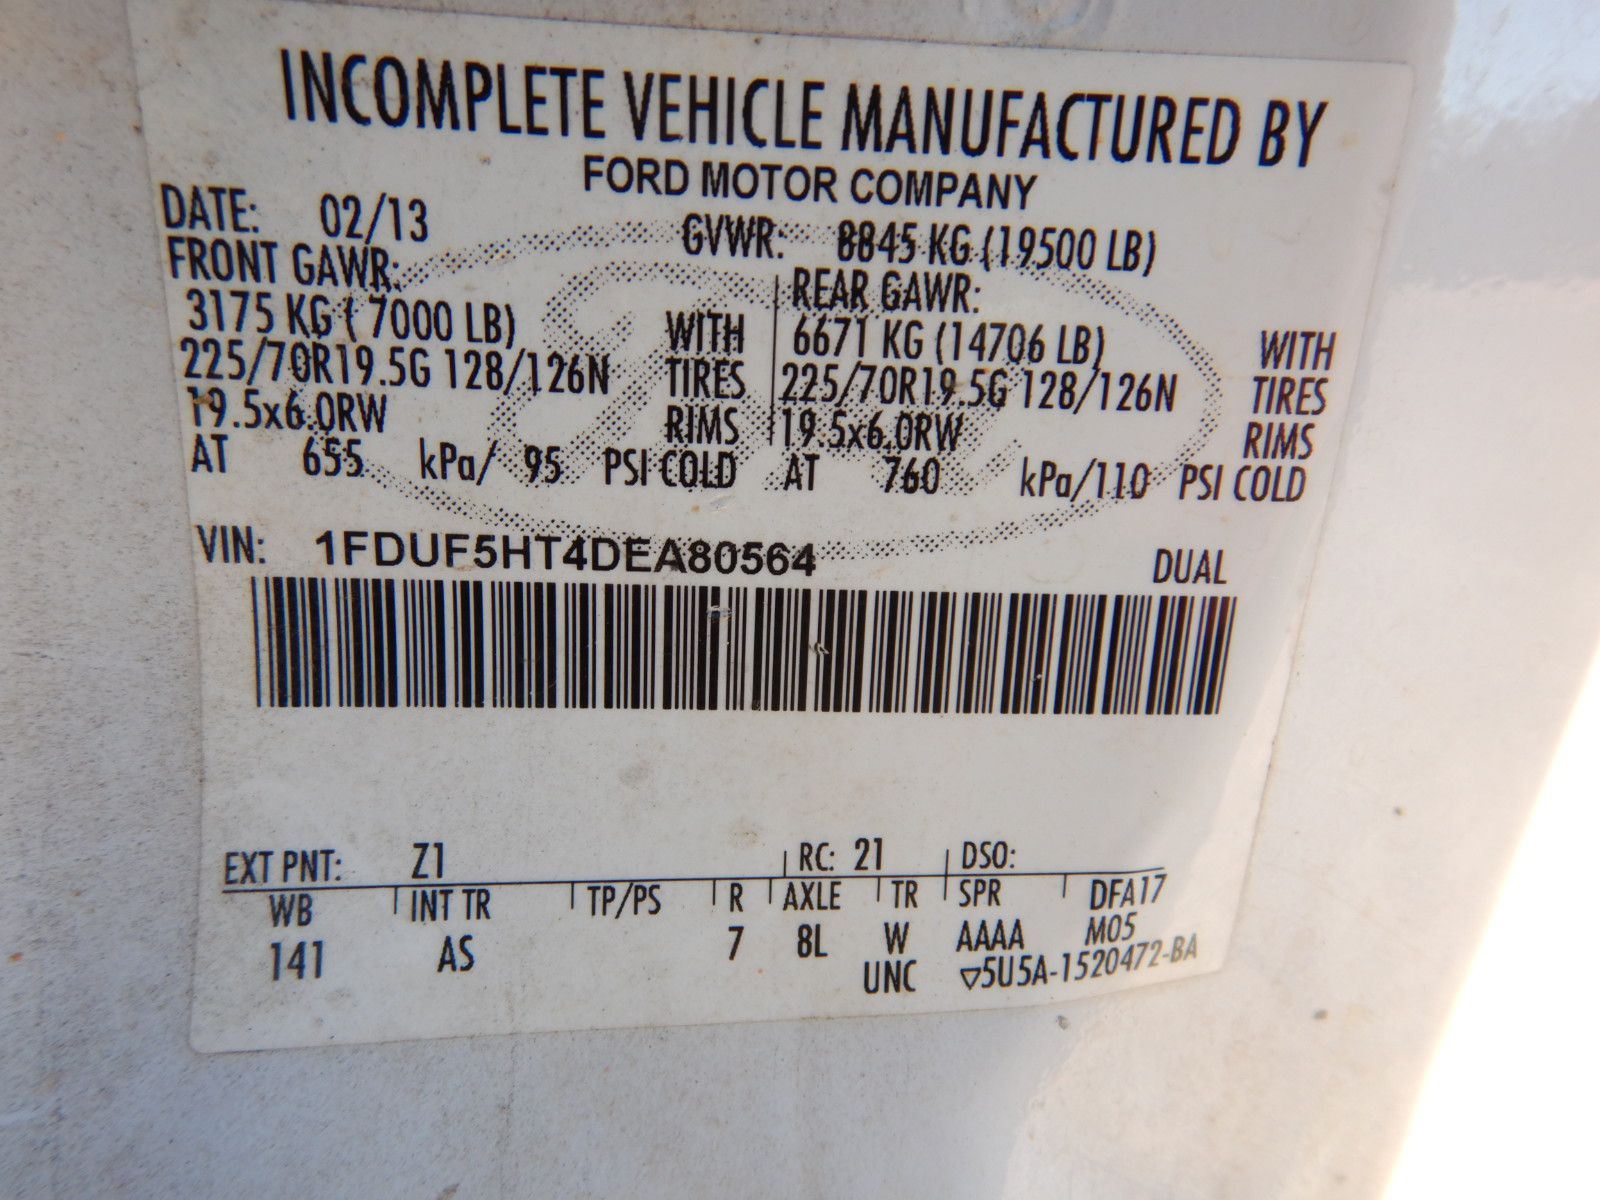 INCOMPLETE VEHICLE MANUFACTURED BY
FORD MOTOR COMPANY
DATE: 02/13 GVWR: 8845 KG (19500 LB)
FRONT GAWR: REAR GAWR:
3175 KG ( 7000 LB) WITH 6671 KG (14706 LB) WITH
225/70R19.5G 128/126N TIRES 225/70R19.5G 128/126N TIRES
19.5x6.0RW RIMS 19.5x6.0RW RIMS
AT 655 kPa/ 95 PSI COLD AT 760 kPa/110 PSI COLD
VIN: 1FDUF5HT4DEA80564 DUAL
EXT PNT: Z1 RC: 21 DSO:
WB INT TR TP/PS R AXLE TR SPR DFA17
141 AS 7 8L W AAAA M05
UNC ▽5U5A-1520472-BA